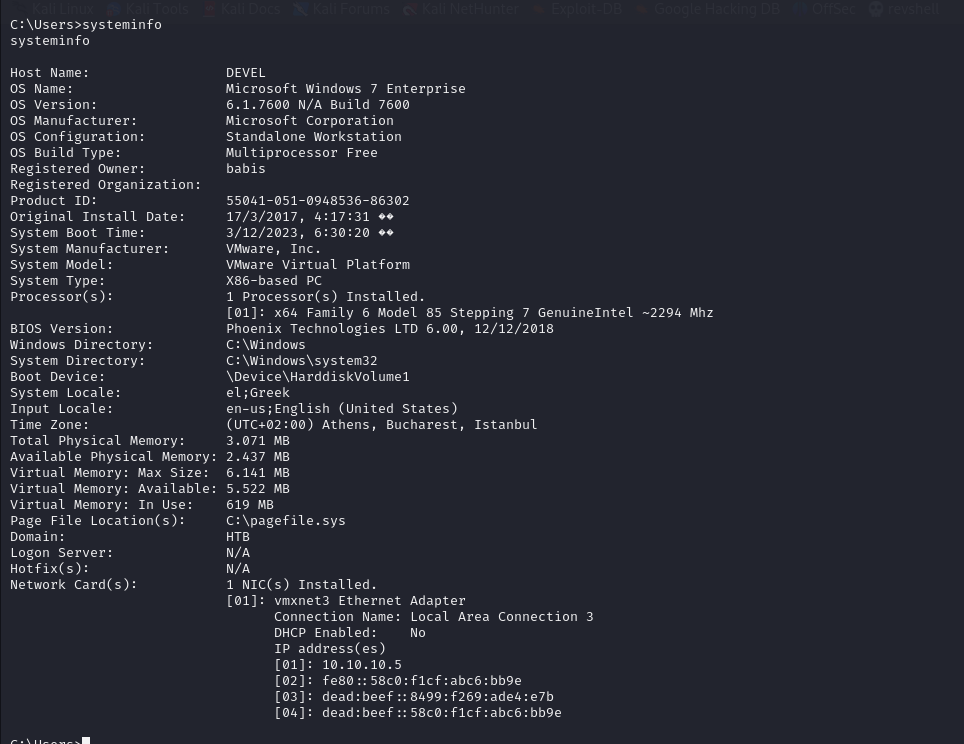 Kali Linux Kali Tools Kali Docs Kali Forums Kali NetHunter Exploit-DB Google Hacking DB OffSec revshell
C:\Users>systeminfo
systeminfo
Host Name: DEVEL
OS Name: Microsoft Windows 7 Enterprise
OS Version: 6.1.7600 N/A Build 7600
OS Manufacturer: Microsoft Corporation
OS Configuration: Standalone Workstation
OS Build Type: Multiprocessor Free
Registered Owner: babis
Registered Organization:
Product ID: 55041-051-0948536-86302
Original Install Date: 17/3/2017, 4:17:31 ��
System Boot Time: 3/12/2023, 6:30:20 ��
System Manufacturer: VMware, Inc.
System Model: VMware Virtual Platform
System Type: X86-based PC
Processor(s): 1 Processor(s) Installed.
[01]: x64 Family 6 Model 85 Stepping 7 GenuineIntel ~2294 Mhz
BIOS Version: Phoenix Technologies LTD 6.00, 12/12/2018
Windows Directory: C:\Windows
System Directory: C:\Windows\system32
Boot Device: \Device\HarddiskVolume1
System Locale: el;Greek
Input Locale: en-us;English (United States)
Time Zone: (UTC+02:00) Athens, Bucharest, Istanbul
Total Physical Memory: 3.071 MB
Available Physical Memory: 2.437 MB
Virtual Memory: Max Size: 6.141 MB
Virtual Memory: Available: 5.522 MB
Virtual Memory: In Use: 619 MB
Page File Location(s): C:\pagefile.sys
Domain: HTB
Logon Server: N/A
Hotfix(s): N/A
Network Card(s): 1 NIC(s) Installed.
[01]: vmxnet3 Ethernet Adapter
Connection Name: Local Area Connection 3
DHCP Enabled: No
IP address(es)
[01]: 10.10.10.5
[02]: fe80::58c0:f1cf:abc6:bb9e
[03]: dead:beef::8499:f269:ade4:e7b
[04]: dead:beef::58c0:f1cf:abc6:bb9e
C:\Users>